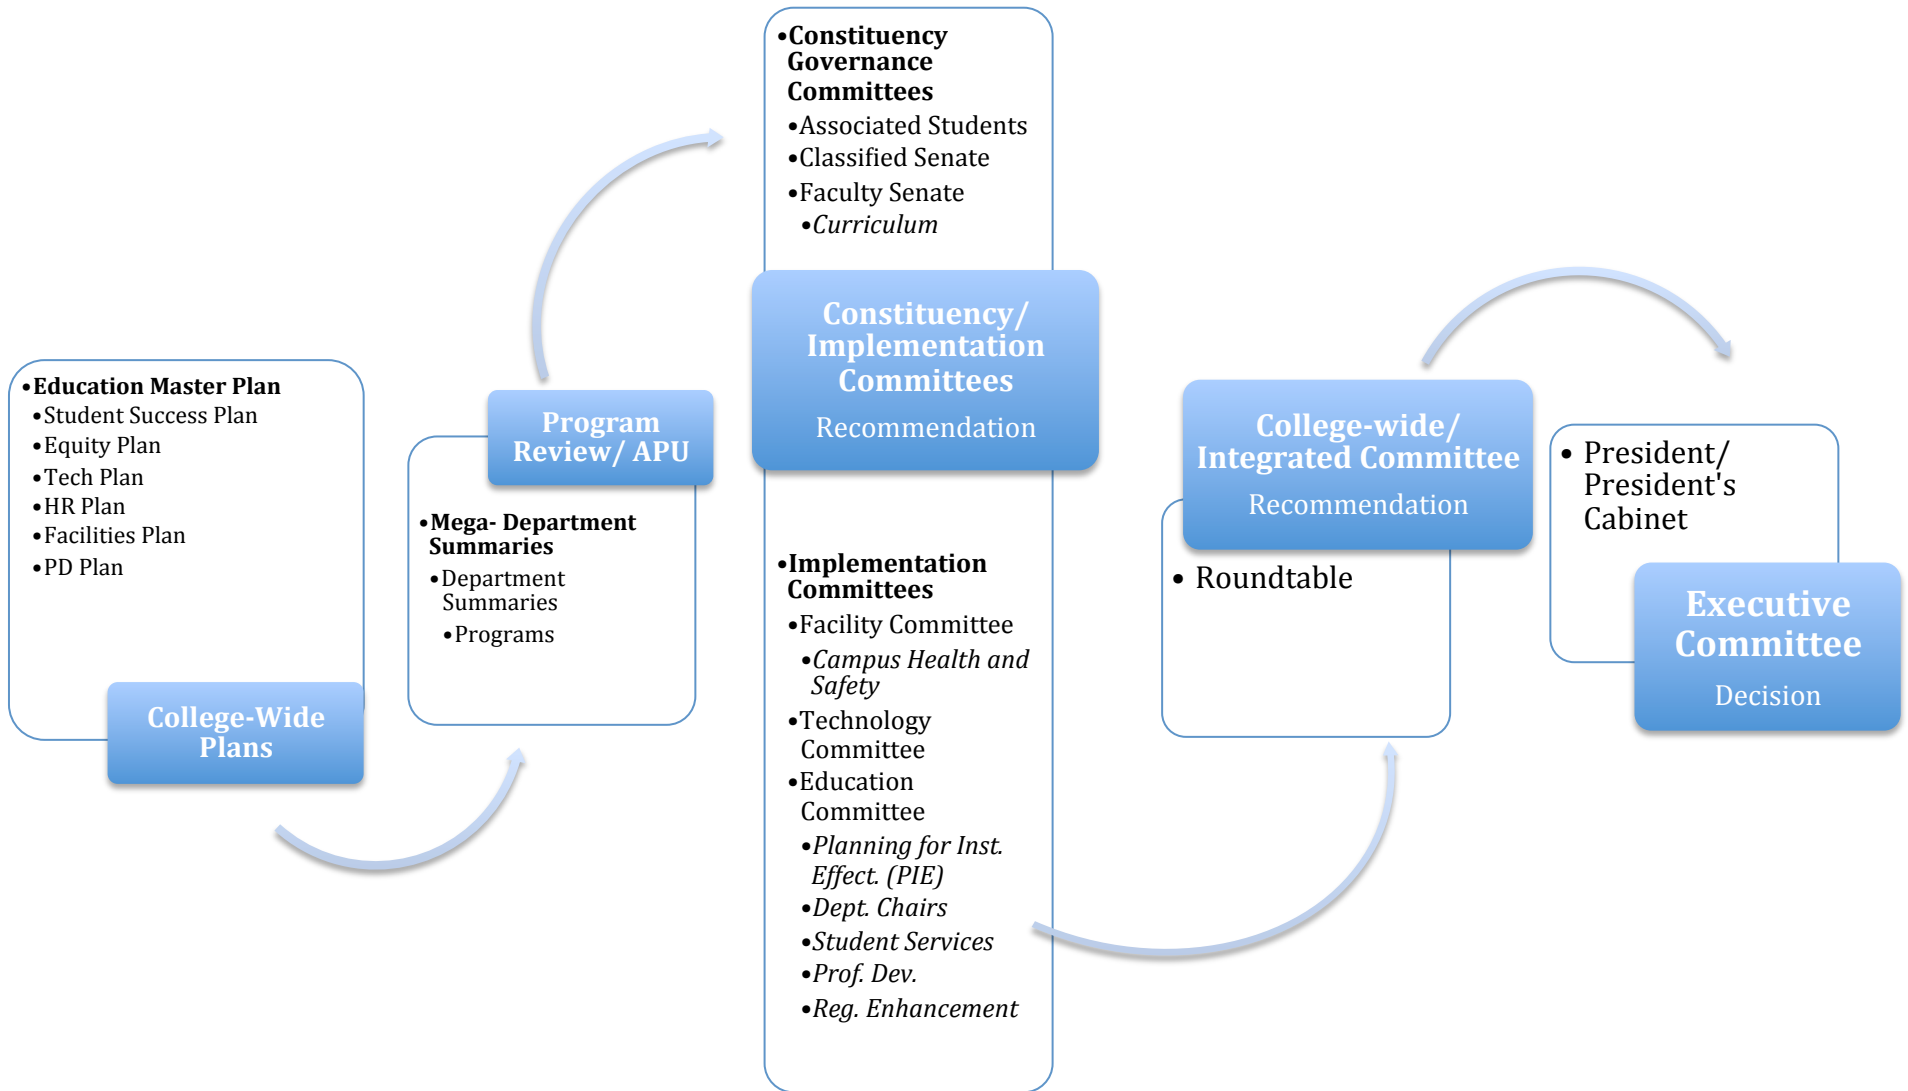 •Education Master Plan
•Student Success Plan
•Equity Plan
•Tech Plan
•HR Plan
•Facilities Plan
•PD Plan
College-Wide
Plans
Program
Review/ APU
•Mega- Department
Summaries
•Department
Summaries
•Programs
•Constituency
Governance
Committees
•Associated Students
•Classified Senate
•Faculty Senate
•Curriculum
Constituency/
Implementation
Committees
Recommendation
•Implementation
Committees
•Facility Committee
•Campus Health and
Safety
•Technology
Committee
•Education
Committee
•Planning for Inst.
Effect. (PIE)
•Dept. Chairs
•Student Services
•Prof. Dev.
•Reg. Enhancement
College-wide/
Integrated Committee
Recommendation
• Roundtable
• President/
President's
Cabinet
Executive
Committee
Decision